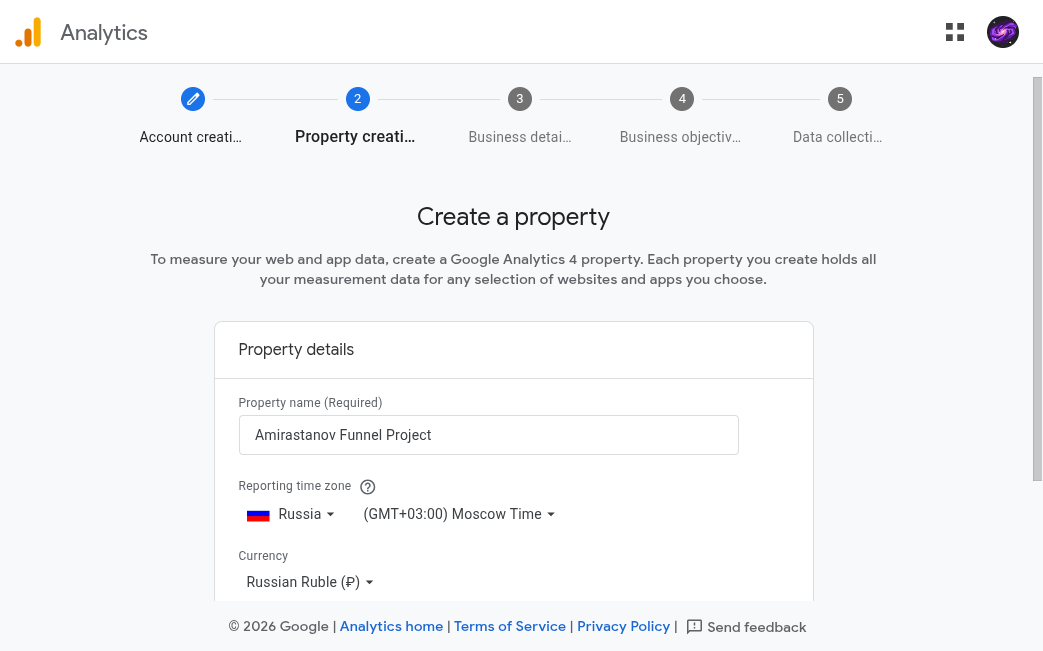 Analytics
2 3 4 5
Account creati… Property creati… Business detai… Business objectiv… Data collecti…
Create a property
To measure your web and app data, create a Google Analytics 4 property. Each property you create holds all
your measurement data for any selection of websites and apps you choose.
Property details
Property name (Required)
Amirastanov Funnel Project
Reporting time zone ?
Russia (GMT+03:00) Moscow Time
Currency
Russian Ruble (₽)
© 2026 Google | Analytics home | Terms of Service | Privacy Policy | Send feedback